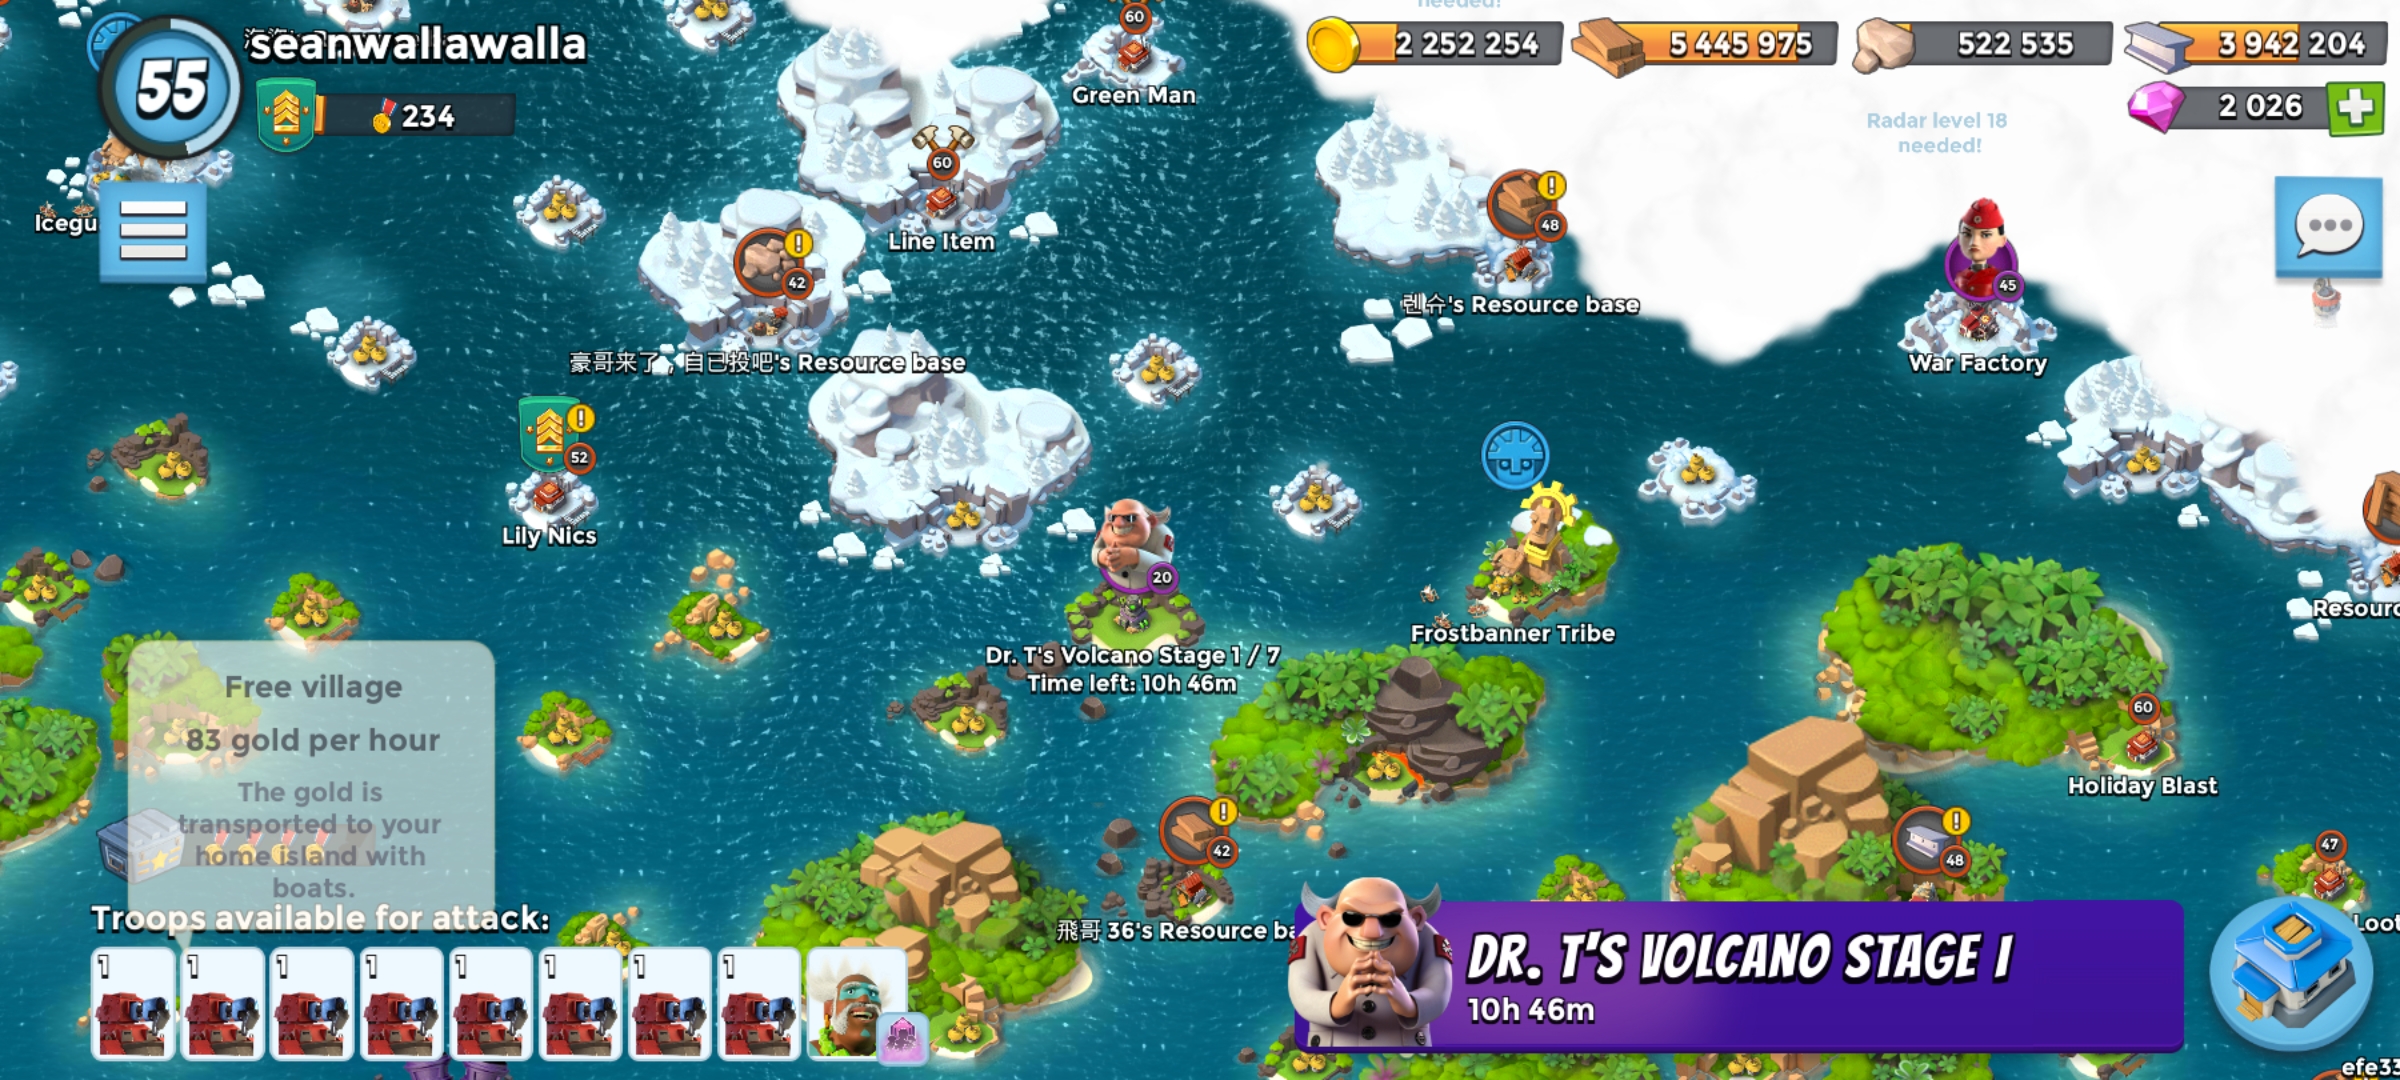 needed!
55
seanwallawalla
234
2 252 254
5 445 975
522 535
3 942 204
2 026
60
Green Man
Radar level 18
needed!
60
Line Item
Icegu
42
豪哥来了，自已投吧's Resource base
48
렌슈's Resource base
45
War Factory
52
Lily Nics
20
Dr. T's Volcano Stage 1 / 7
Time left: 10h 46m
Frostbanner Tribe
Resourc
60
Holiday Blast
Free village
83 gold per hour
The gold is
transported to your
home island with
boats.
42
飛哥 36's Resource ba
48
47
Loot
Troops available for attack:
1 1 1 1 1 1 1 1
DR. T'S VOLCANO STAGE I
10h 46m
efe33